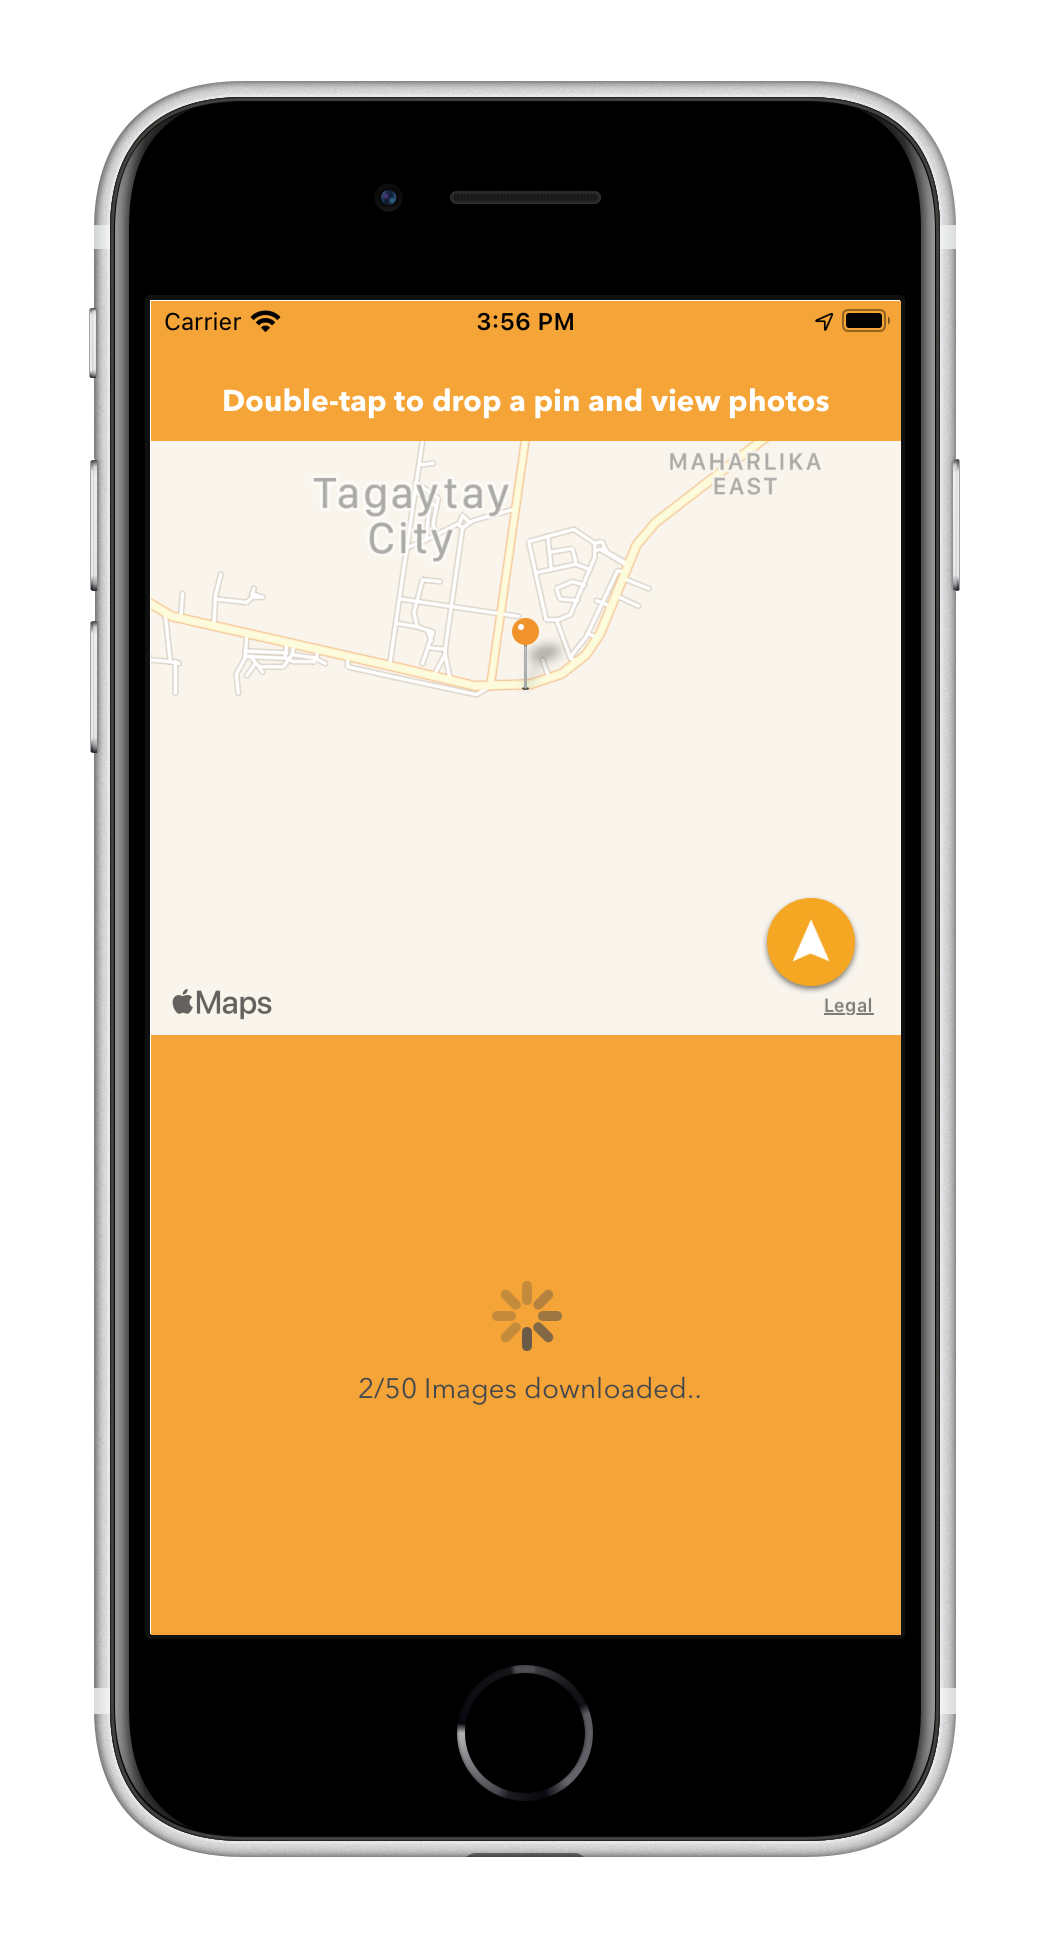 Carrier 3:56 PM
Double-tap to drop a pin and view photos
MAHARLIKA
EAST
Tagaytay
City
Maps
Legal
2/50 Images downloaded..